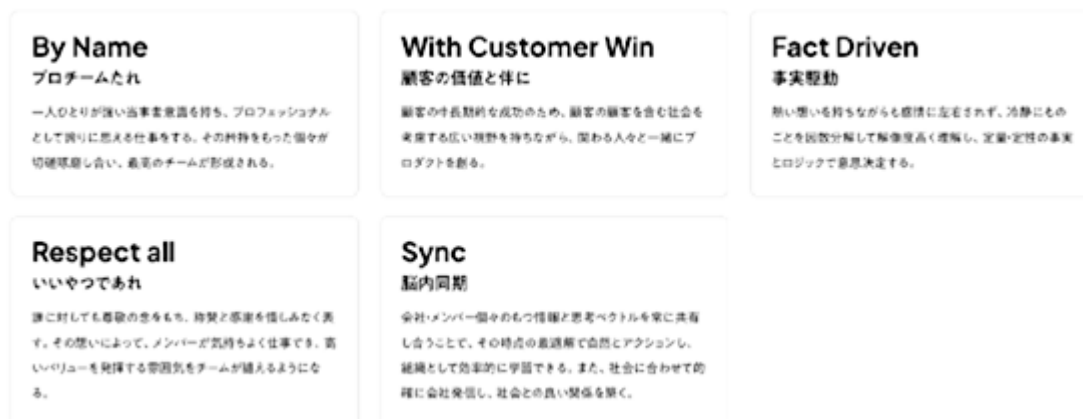 By Name
プロチームたれ
一人ひとりが強い当事者意識を持ち、プロフェッショナル
として誇りに思える仕事をする。その矜持をもった個々が
切磋琢磨し合い、最高のチームが形成される。
With Customer Win
顧客の価値と伴に
顧客の中長期的な成功のため、顧客の顧客を含む社会を
考慮する広い視野を持ちながら、関わる人々と一緒にプ
ロダクトを創る。
Fact Driven
事実駆動
熱い想いを持ちながらも感情に左右されず、冷静にもの
ごとを因数分解して解像度高く理解し、定量・定性の事実
とロジックで意思決定する。
Respect all
いいやつであれ
誰に対しても尊敬の念をもち、称賛と感謝を惜しみなく表
す。その想いによって、メンバーが気持ちよく仕事でき、高
いバリューを発揮する雰囲気をチームが纏えるようにな
る。
Sync
脳内同期
会社・メンバー個々のもつ情報と思考ベクトルを常に共有
し合うことで、その時点の最適解で自然とアクションし、
組織として効率的に学習できる。また、社会に合わせて的
確に会社発信し、社会との良い関係を築く。